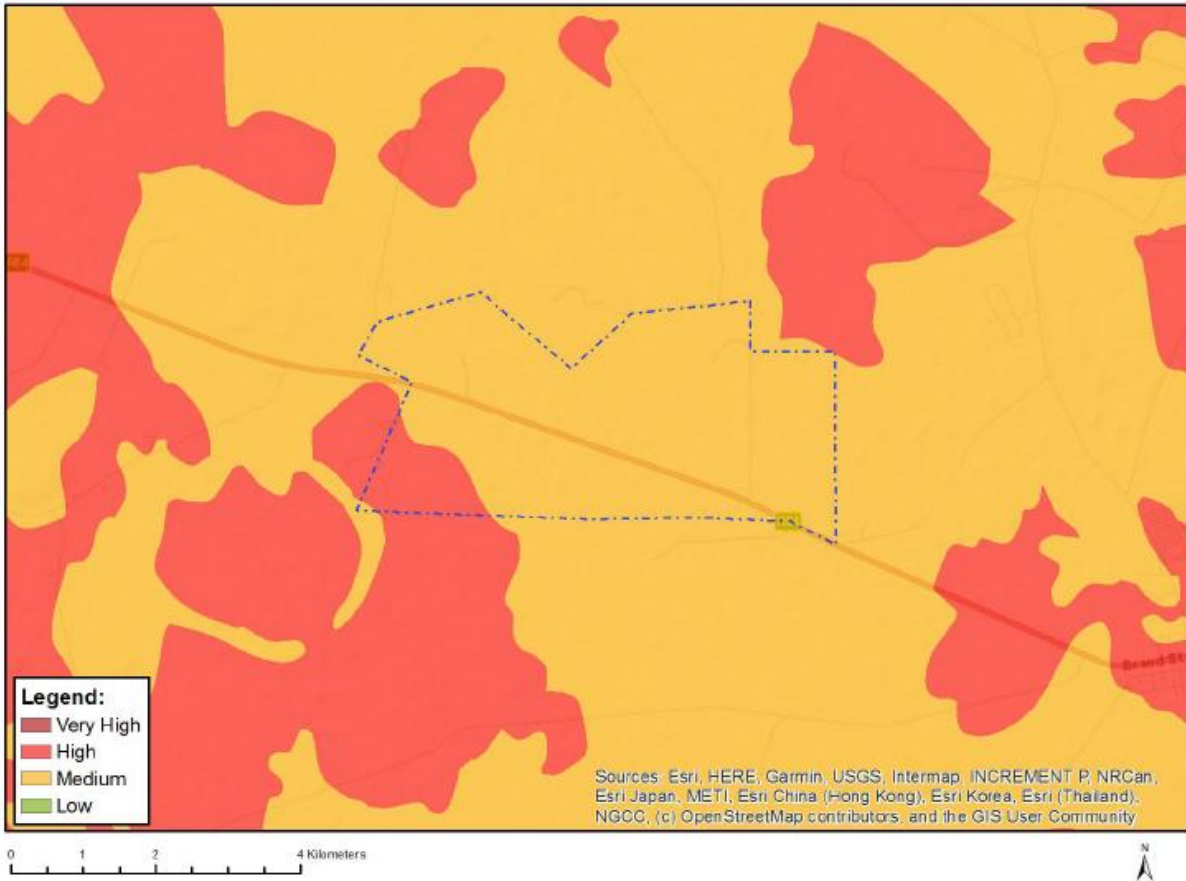 Brand St
Legend:
Very High
High
Medium
Low
Sources: Esri, HERE, Garmin, USGS, Intermap, INCREMENT P, NRCan,
Esri Japan, METI, Esri China (Hong Kong), Esri Korea, Esri (Thailand),
NGCC, (c) OpenStreetMap contributors, and the GIS User Community
0 1 2 4 Kilometers
N